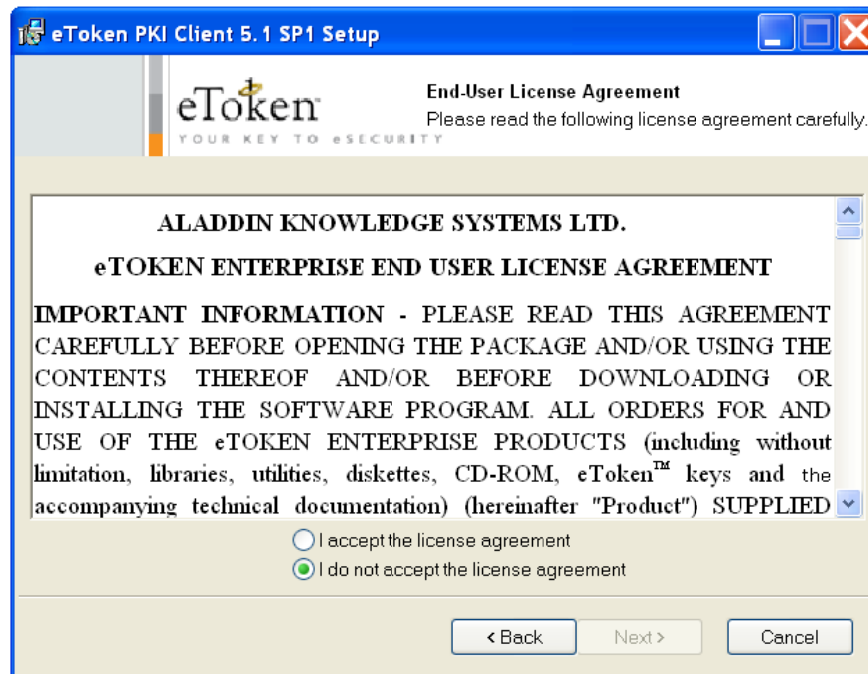 eToken PKI Client 5.1 SP1 Setup
eToken
YOUR KEY TO eSECURITY
End-User License Agreement
Please read the following license agreement carefully.
ALADDIN KNOWLEDGE SYSTEMS LTD.
eTOKEN ENTERPRISE END USER LICENSE AGREEMENT
IMPORTANT INFORMATION - PLEASE READ THIS AGREEMENT
CAREFULLY BEFORE OPENING THE PACKAGE AND/OR USING THE
CONTENTS THEREOF AND/OR BEFORE DOWNLOADING OR
INSTALLING THE SOFTWARE PROGRAM. ALL ORDERS FOR AND
USE OF THE eTOKEN ENTERPRISE PRODUCTS (including without
limitation, libraries, utilities, diskettes, CD-ROM, eToken™ keys and the
accompanying technical documentation) (hereinafter "Product") SUPPLIED
I accept the license agreement
I do not accept the license agreement
< Back Next > Cancel